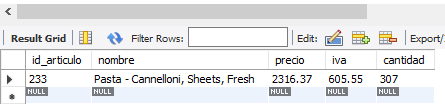 Result Grid Filter Rows: Edit: Export/
id_articulo nombre precio iva cantidad
233 Pasta - Cannelloni, Sheets, Fresh 2316.37 605.55 307
NULL NULL NULL NULL NULL